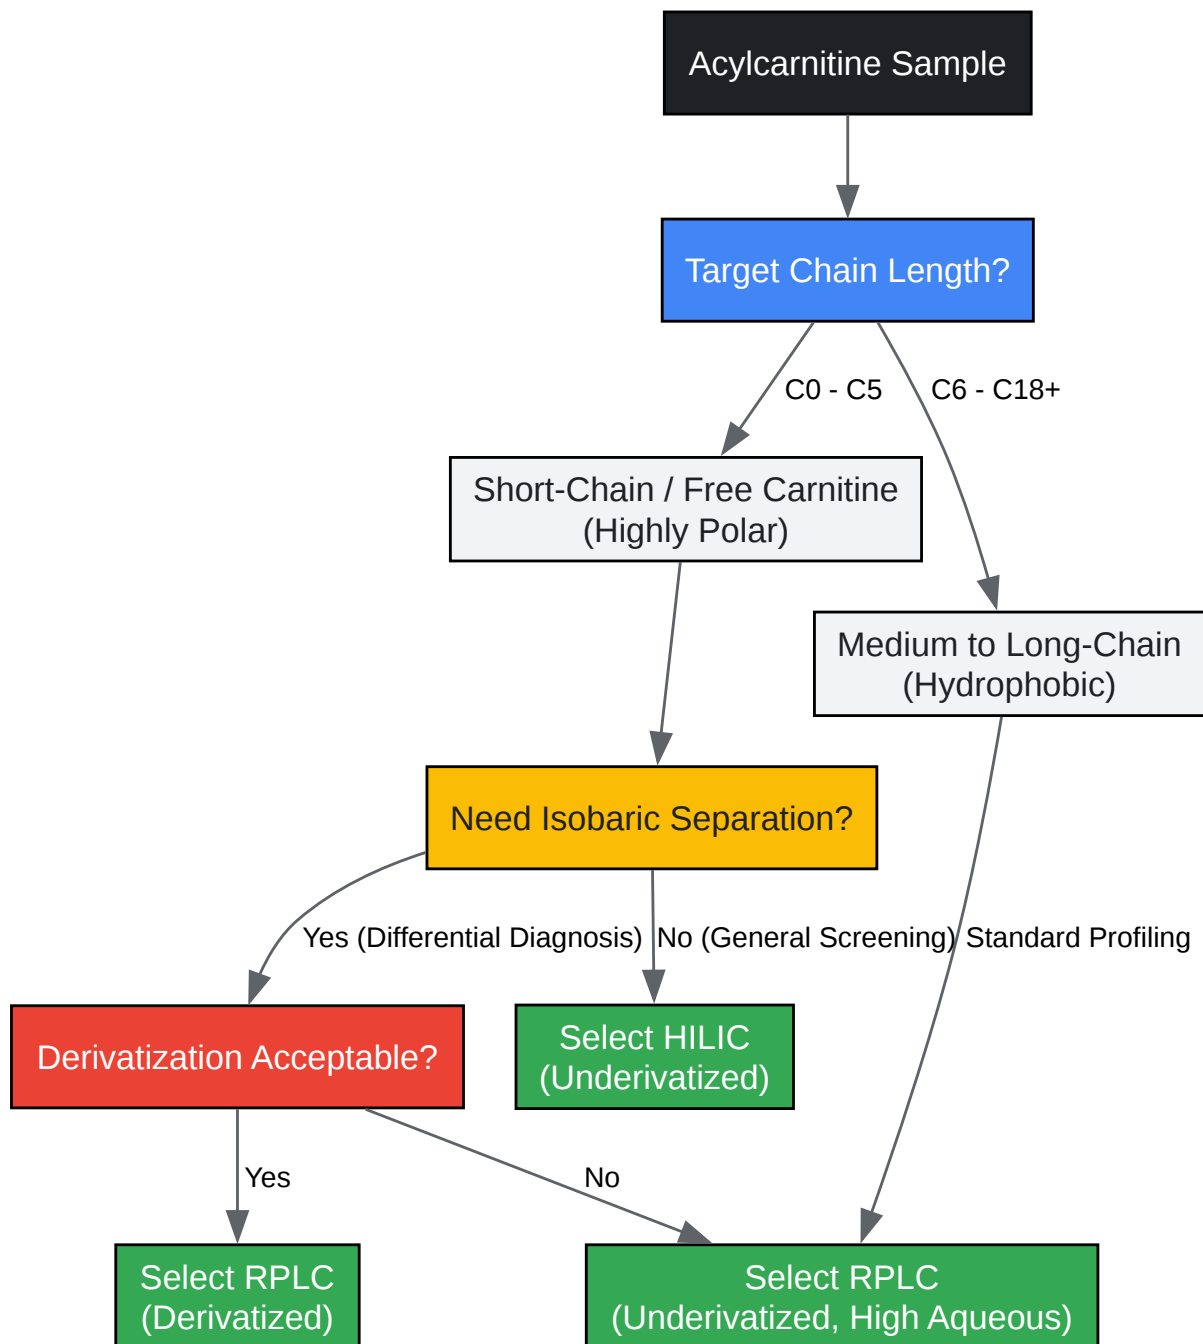 Acylcarnitine Sample
Target Chain Length?
C0 - C5
C6 - C18+
Short-Chain / Free Carnitine
(Highly Polar)
Medium to Long-Chain
(Hydrophobic)
Need Isobaric Separation?
Yes (Differential Diagnosis)
No (General Screening)
Standard Profiling
Derivatization Acceptable?
Select HILIC
(Underivatized)
Yes
No
Select RPLC
(Derivatized)
Select RPLC
(Underivatized, High Aqueous)